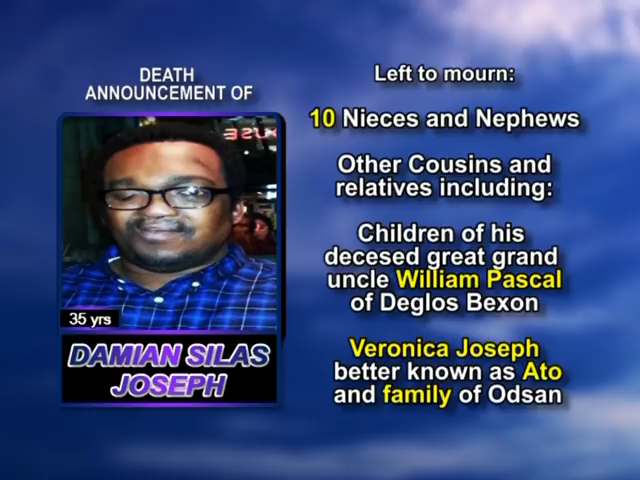 DEATH
ANNOUNCEMENT OF
35 yrs
DAMIAN SILAS
JOSEPH
Left to mourn:
10 Nieces and Nephews
Other Cousins and
relatives including:
Children of his
decesed great grand
uncle William Pascal
of Deglos Bexon
Veronica Joseph
better known as Ato
and family of Odsan